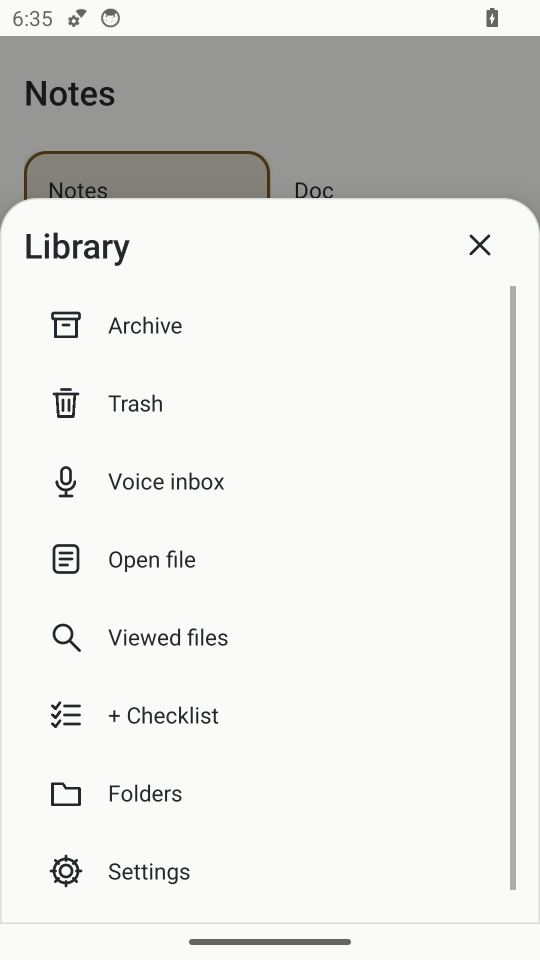 6:35
Notes
Notes
Doc
Library
Archive
Trash
Voice inbox
Open file
Viewed files
+ Checklist
Folders
Settings